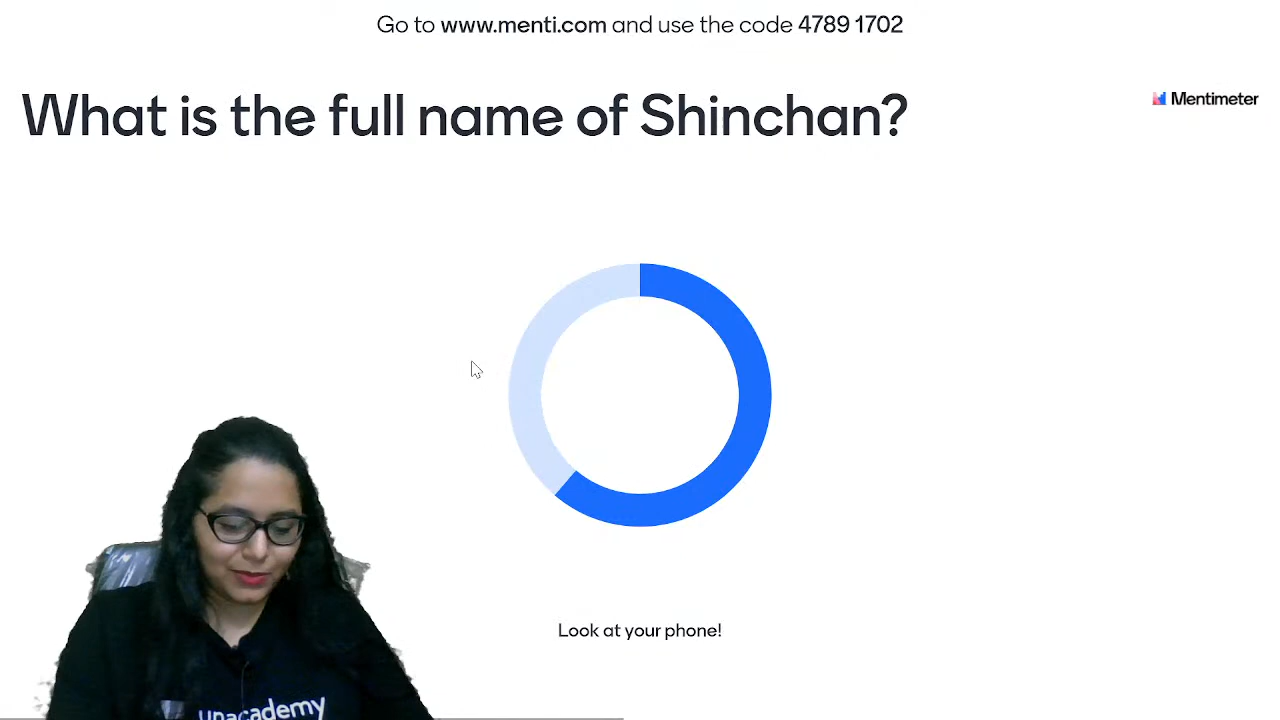 Go to www.menti.com and use the code 4789 1702
What is the full name of Shinchan?
Mentimeter
Look at your phone!
unacademy